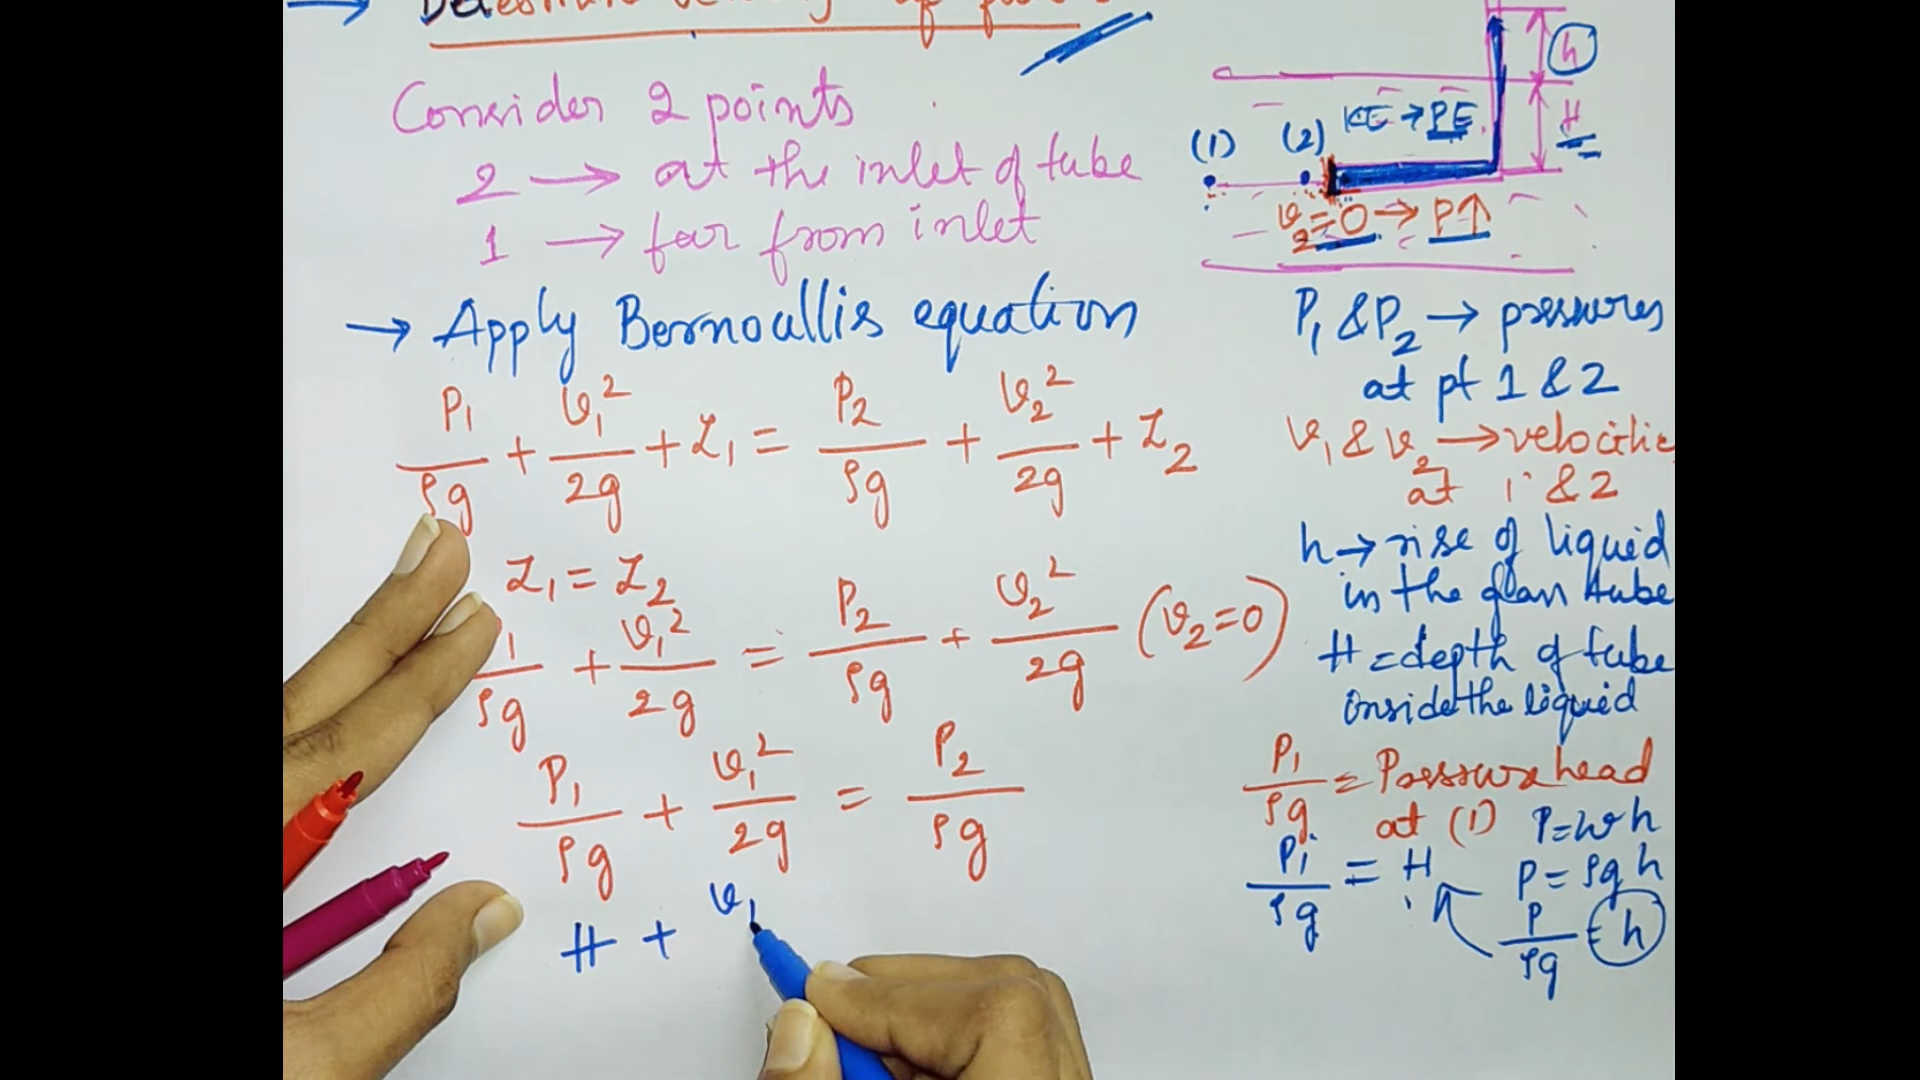 Consider 2 points
2 → at the inlet of tube
1 → far from inlet
→ Apply Bernoullis equation
P₁/ρg + v₁²/2g + Z₁ = P₂/ρg + v₂²/2g + Z₂
Z₁ = Z₂
₁/ρg + v₁²/2g = P₂/ρg + v₂²/2g (v₂=0)
P₁/ρg + v₁²/2g = P₂/ρg
H + v₁
h
H
KE → PE
(1) (2)
v₂=0 → P↑
P₁ & P₂ → pressures
at pt 1 & 2
v₁ & v₂ → velocitie
at 1 & 2
h → rise of liquid
in the glass tube
H = depth of tube
inside the liquid
P₁/ρg = Pressure head
at (1)
P = wh
P₁/ρg = H
P = ρgh
P/ρg = h